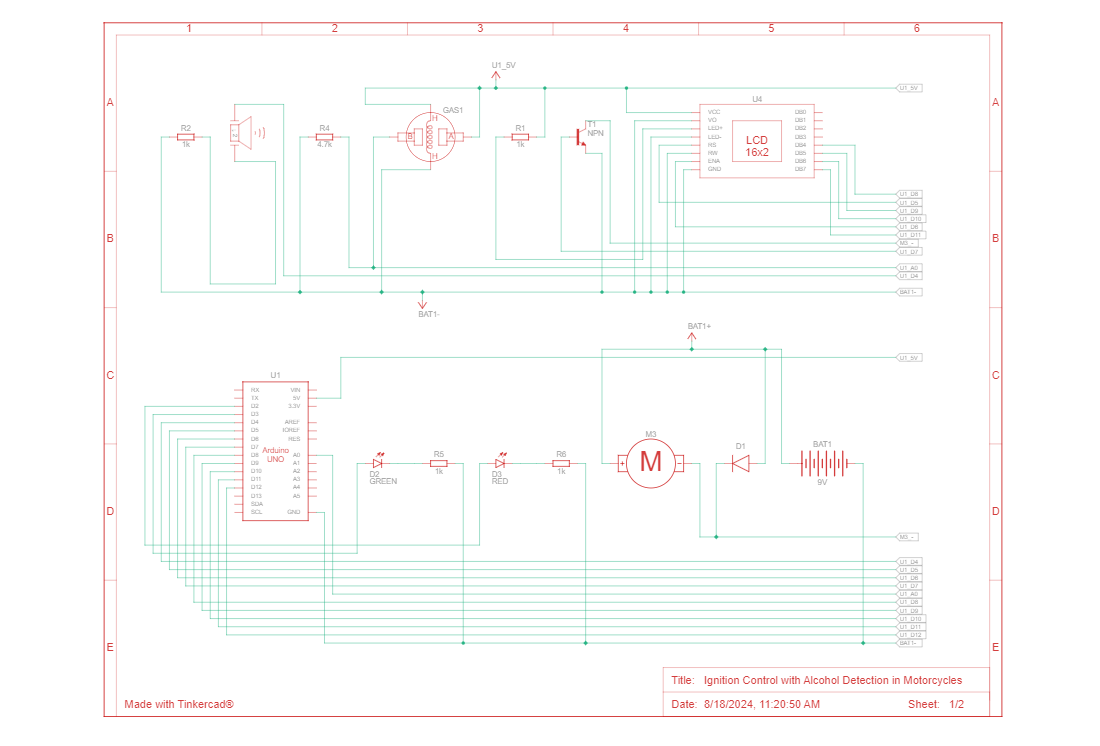 1 2 3 4 5 6
A A
U1_5V
U1_5V
GAS1
U4
R2
1k
R4
4.7k
H
B A
H
R1
1k
T1
NPN
VCC
VO
LED+
LED-
RS
RW
ENA
GND
LCD
16x2
DB0
DB1
DB2
DB3
DB4
DB5
DB6
DB7
B B
U1_D5
U1_D9
U1_D10
U1_D6
U1_D11
M3_-
U1_D7
U1_A0
U1_D4
BAT1-
BAT1-
BAT1+
U1_5V
C C
U1
RX
TX
D2
D3
D4
D5
D6
D7
D8
D9
D10
D11
D12
D13
SDA
SCL
Arduino
UNO
VIN
5V
3.3V
AREF
IOREF
RES
A0
A1
A2
A3
A4
A5
GND
D2
GREEN
R5
1k
D3
RED
R6
1k
M3
+ M -
D1
BAT1
9V
D D
M3_-
U1_D4
U1_D5
U1_D6
U1_D7
U1_A0
U1_D8
U1_D9
U1_D10
U1_D11
U1_D12
BAT1-
E E
Title: Ignition Control with Alcohol Detection in Motorcycles
Made with Tinkercad®
Date: 8/18/2024, 11:20:50 AM Sheet: 1/2